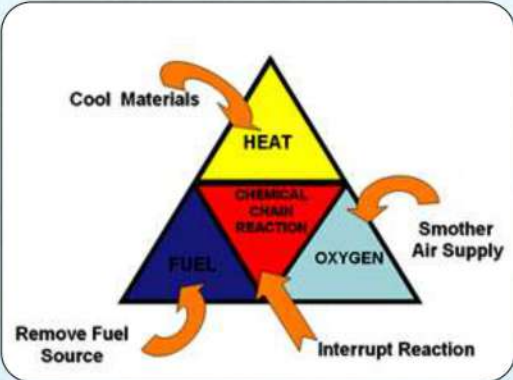 Cool Materials
HEAT
CHEMICAL
CHAIN
REACTION
FUEL
OXYGEN
Smother
Air Supply
Remove Fuel
Source
Interrupt Reaction